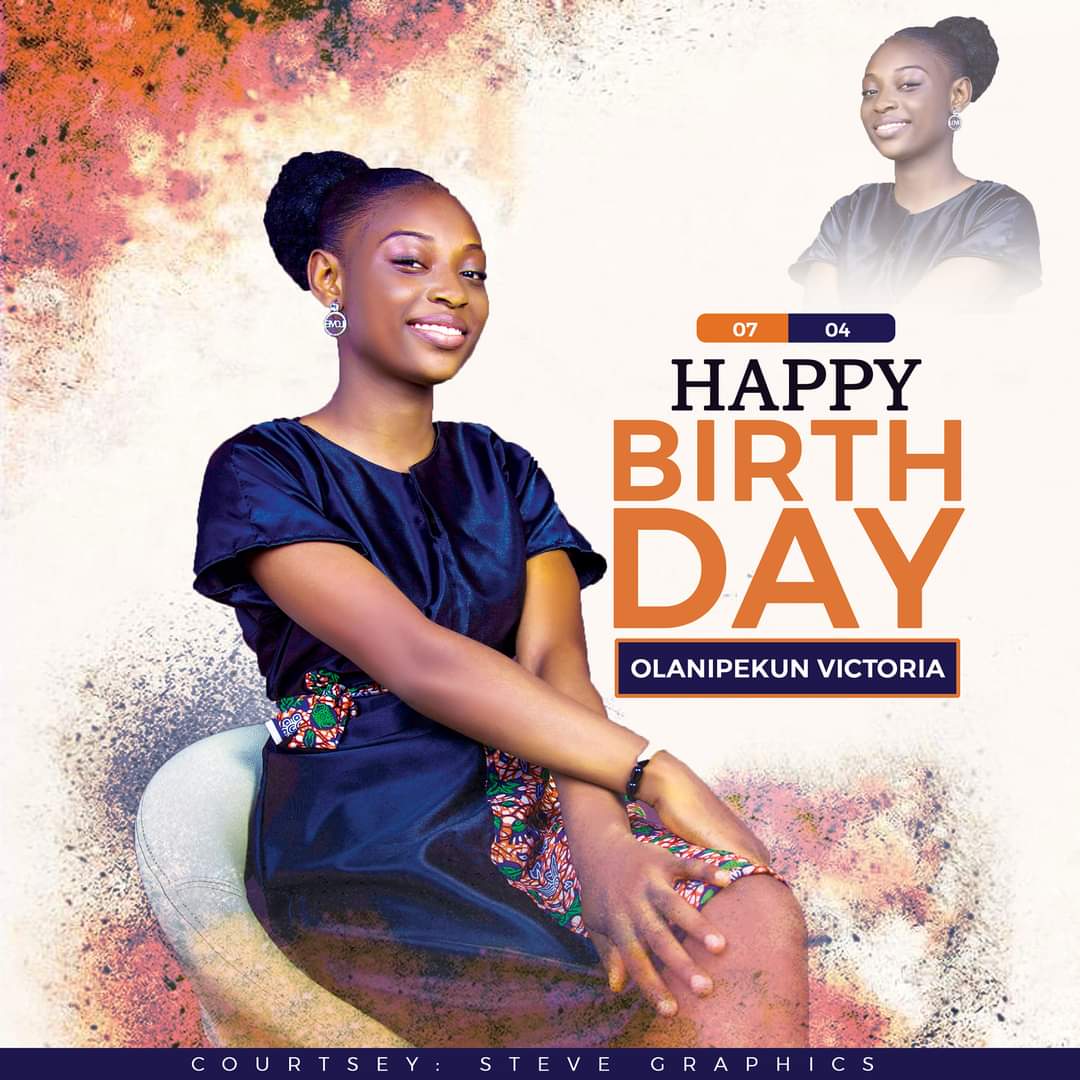 07 04
HAPPY
BIRTH
DAY
OLANIPEKUN VICTORIA
COURTSEY: STEVE GRAPHICS